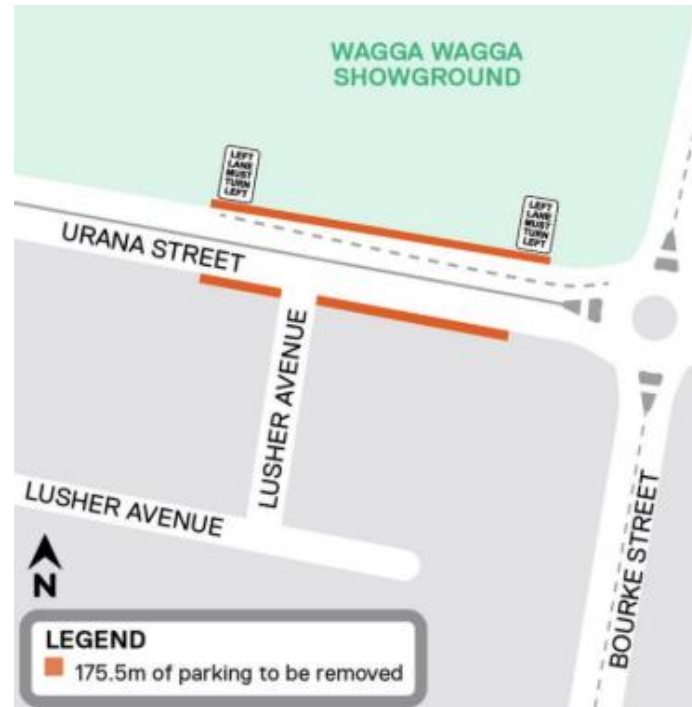 WAGGA WAGGA
SHOWGROUND
LEFT
LANE
MUST
TURN
LEFT
LEFT
LANE
MUST
TURN
LEFT
URANA STREET
LUSHER AVENUE
LUSHER AVENUE
BOURKE STREET
N
LEGEND
175.5m of parking to be removed